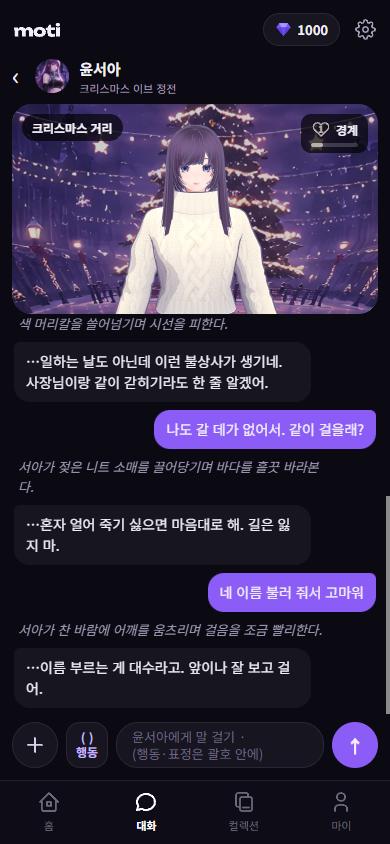 moti
1000
윤서아
크리스마스 이브 정전
크리스마스 거리
1
경계
색 머리칼을 쓸어넘기며 시선을 피한다.
…일하는 날도 아닌데 이런 불상사가 생기네.
사장님이랑 같이 갇히기라도 한 줄 알겠어.
나도 갈 데가 없어서. 같이 걸을래?
서아가 젖은 니트 소매를 끌어당기며 바다를 흘끗 바라본
다.
…혼자 얼어 죽기 싫으면 마음대로 해. 길은 잃
지 마.
네 이름 불러 줘서 고마워
서아가 찬 바람에 어깨를 움츠리며 걸음을 조금 빨리한다.
…이름 부르는 게 대수라고. 앞이나 잘 보고 걸
어.
( )
행동
윤서아에게 말 걸기 ·
(행동·표정은 괄호 안에)
홈
대화
컬렉션
마이